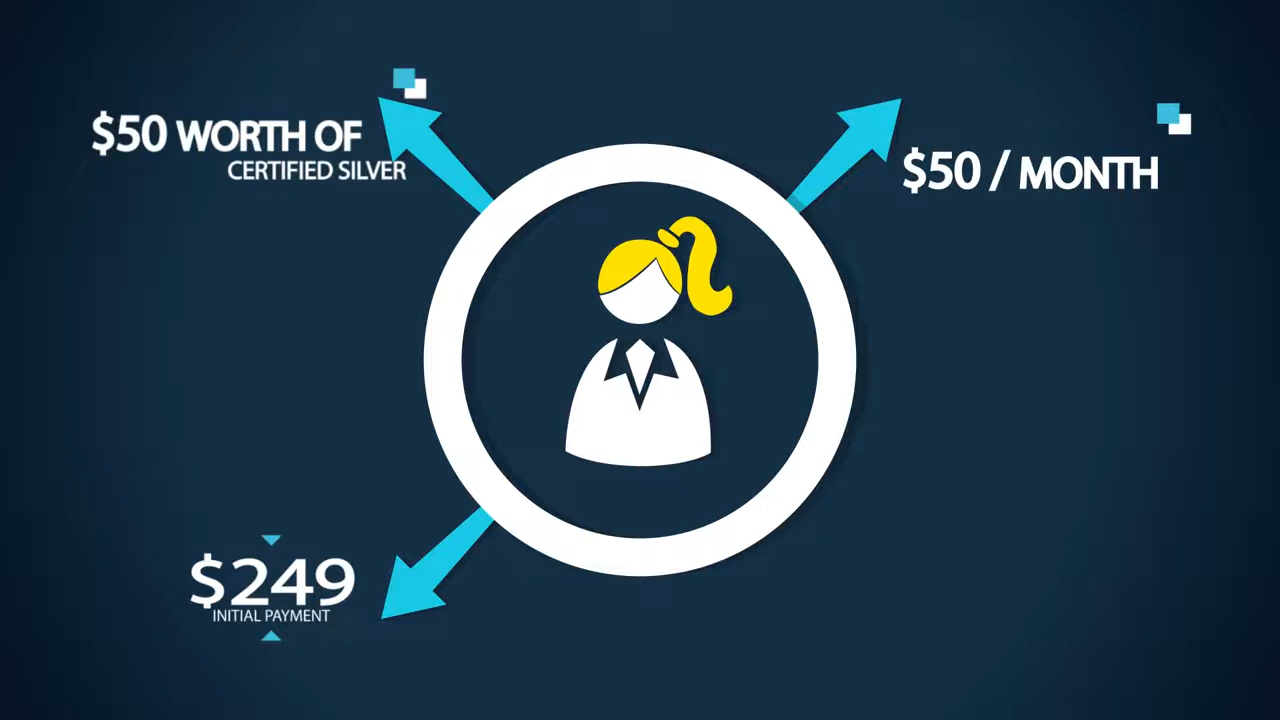 $50 WORTH OF
CERTIFIED SILVER
$50 / MONTH
$249
INITIAL PAYMENT